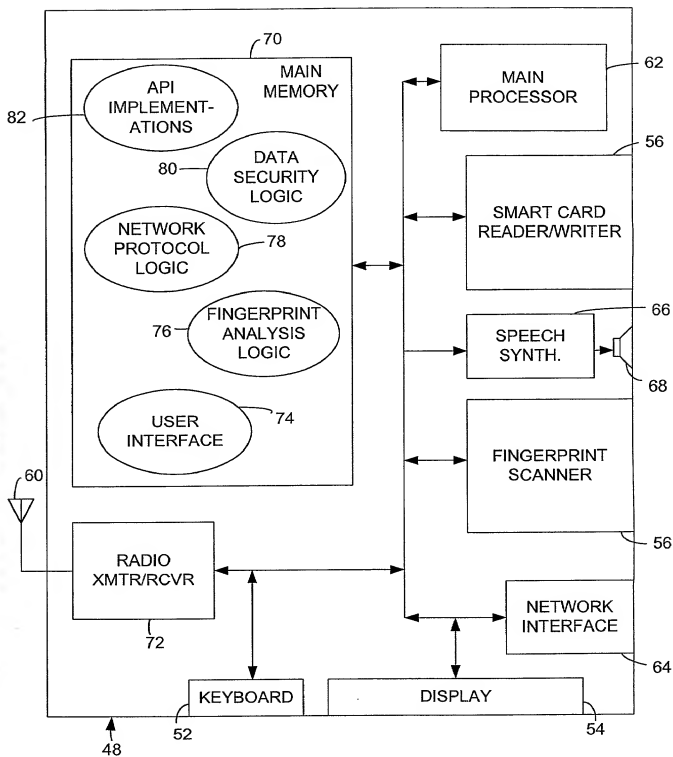 70
MAIN
MEMORY
API
IMPLEMENT-
ATIONS
82
80
DATA
SECURITY
LOGIC
NETWORK
PROTOCOL
LOGIC
78
76
FINGERPRINT
ANALYSIS
LOGIC
USER
INTERFACE
74
60
RADIO
XMTR/RCVR
72
62
MAIN
PROCESSOR
56
SMART CARD
READER/WRITER
66
SPEECH
SYNTH.
68
FINGERPRINT
SCANNER
56
NETWORK
INTERFACE
64
KEYBOARD
52
DISPLAY
54
48